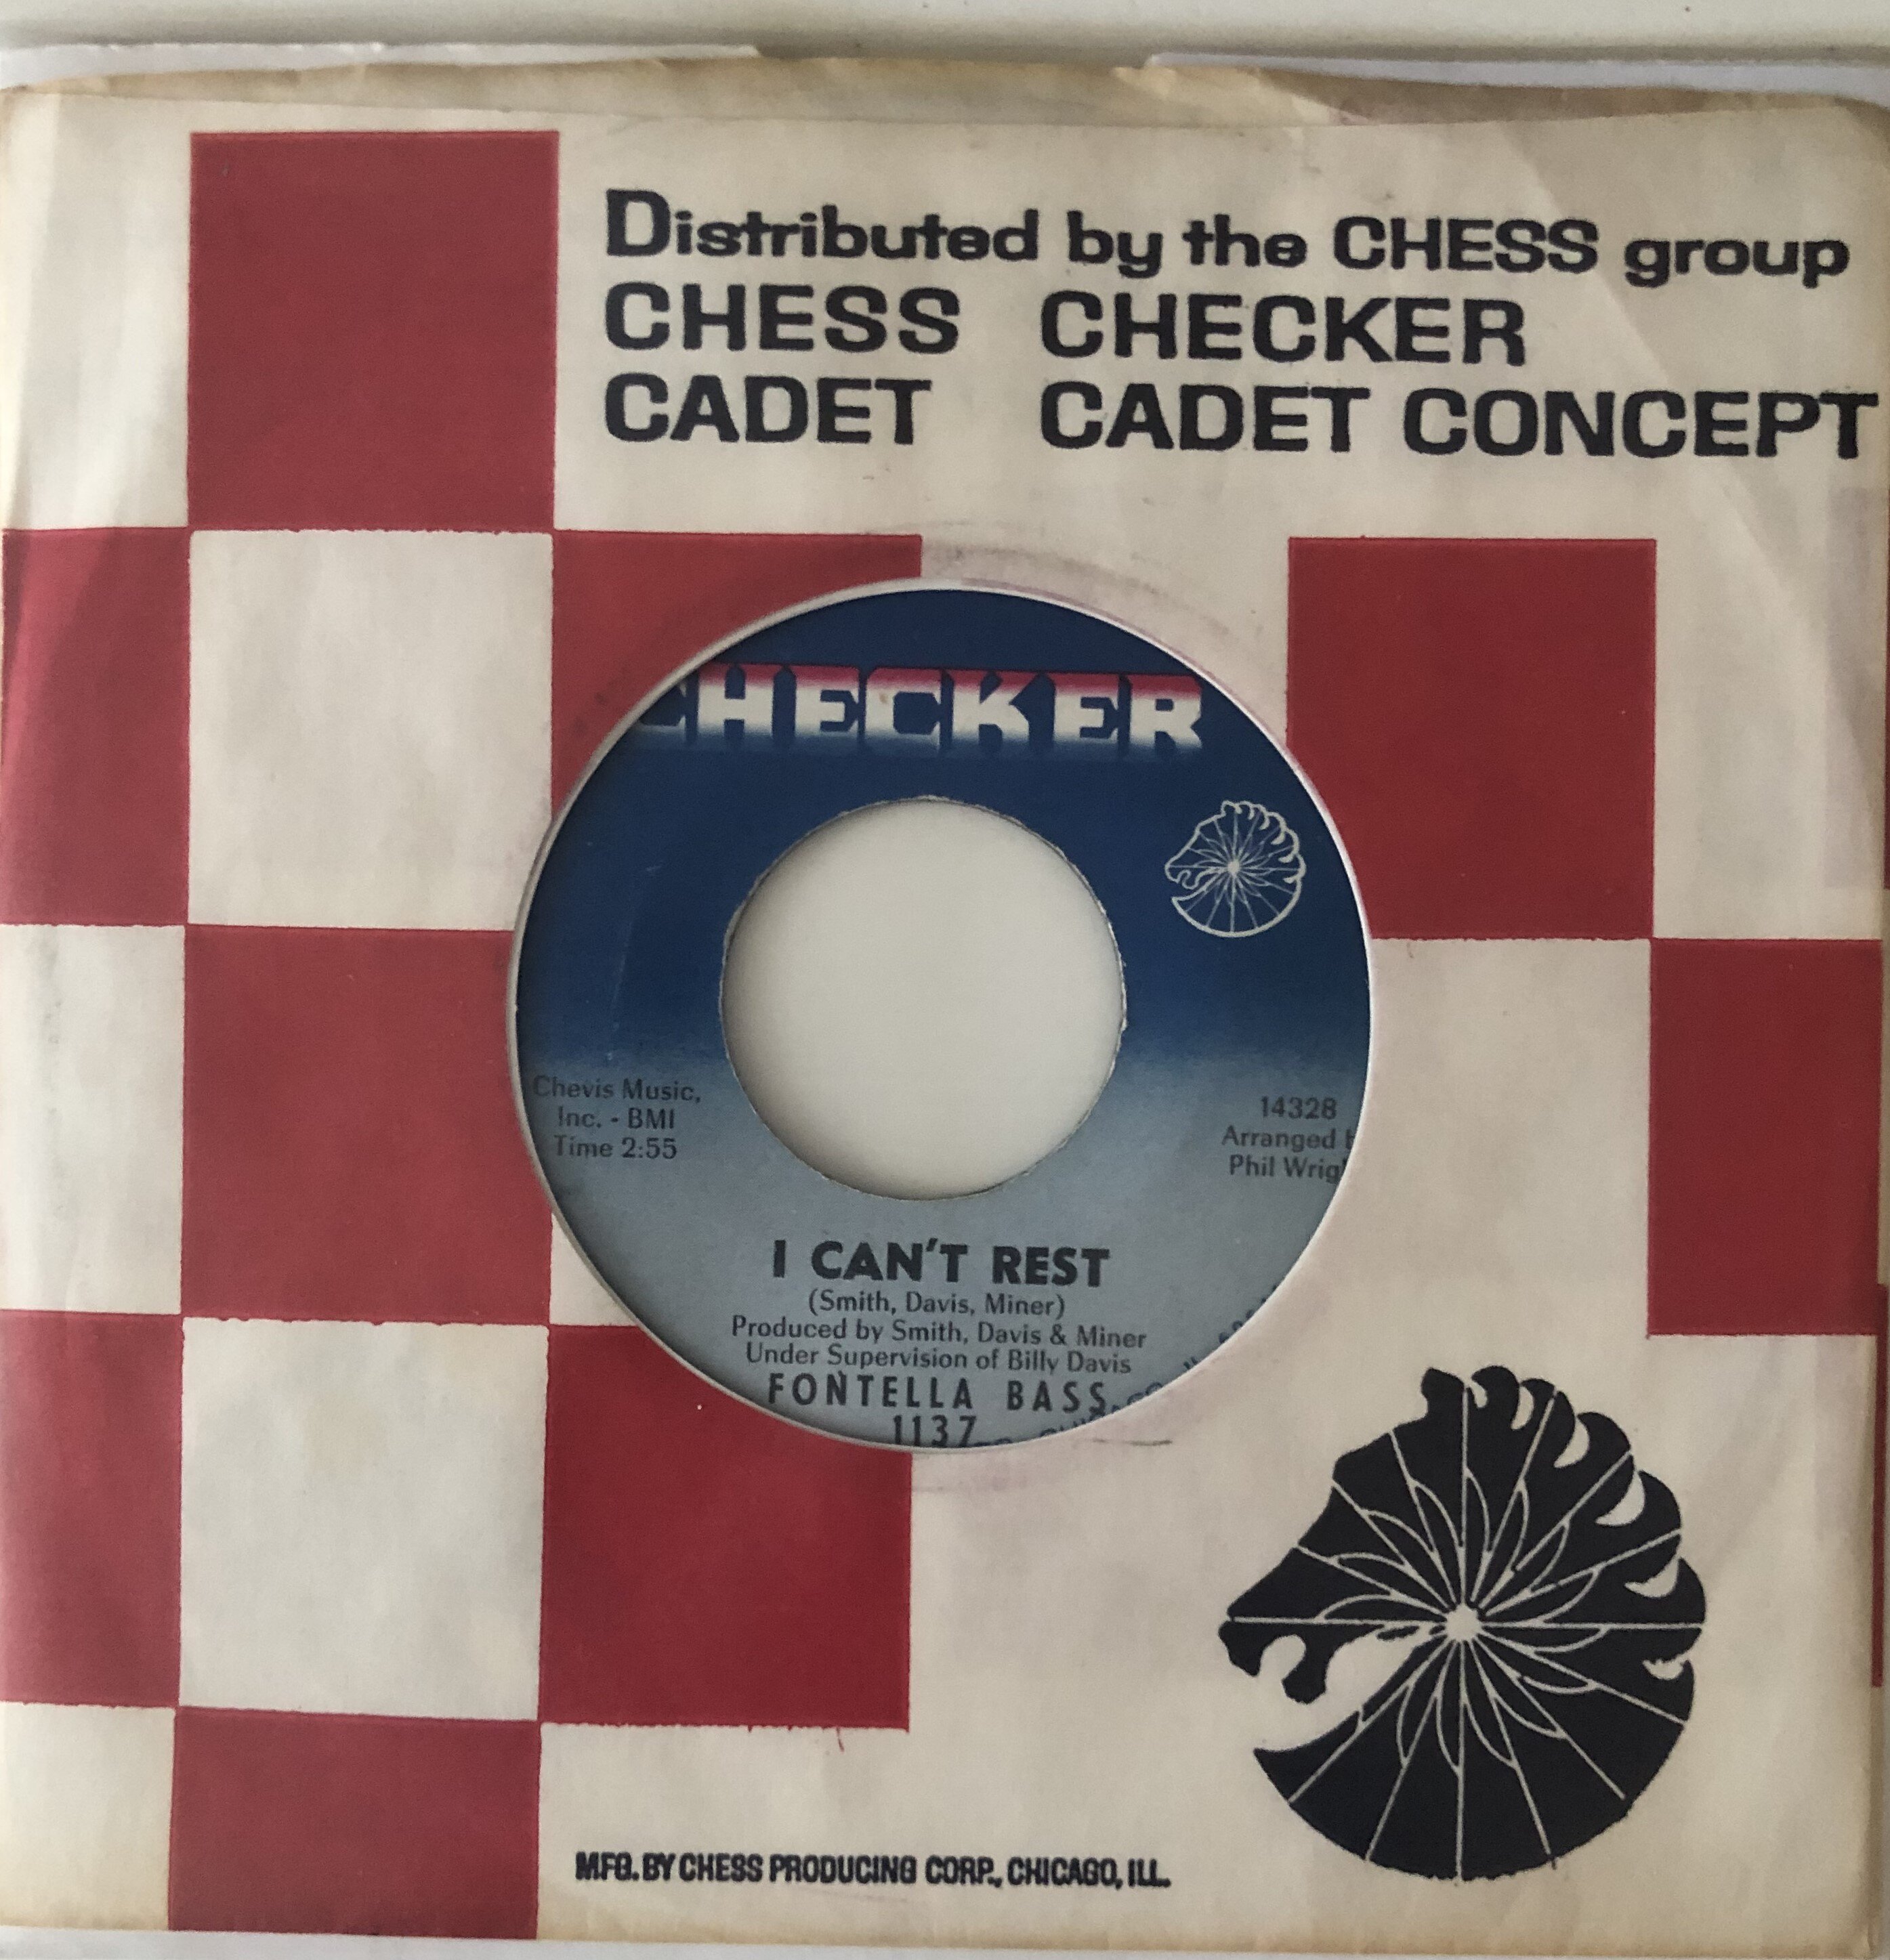 Distributed by the CHESS group
CHESS CHECKER
CADET CADET CONCEPT
CHECKER
Chevis Music,
Inc. - BMI
Time 2:55
14328
Arranged
Phil
I CAN'T REST
(Smith, Davis, Miner)
Produced by Smith, Davis & Miner
Under Supervision of Billy Davis
FONTELLA BASS
1137
MFG. BY CHESS PRODUCING CORP., CHICAGO, ILL.